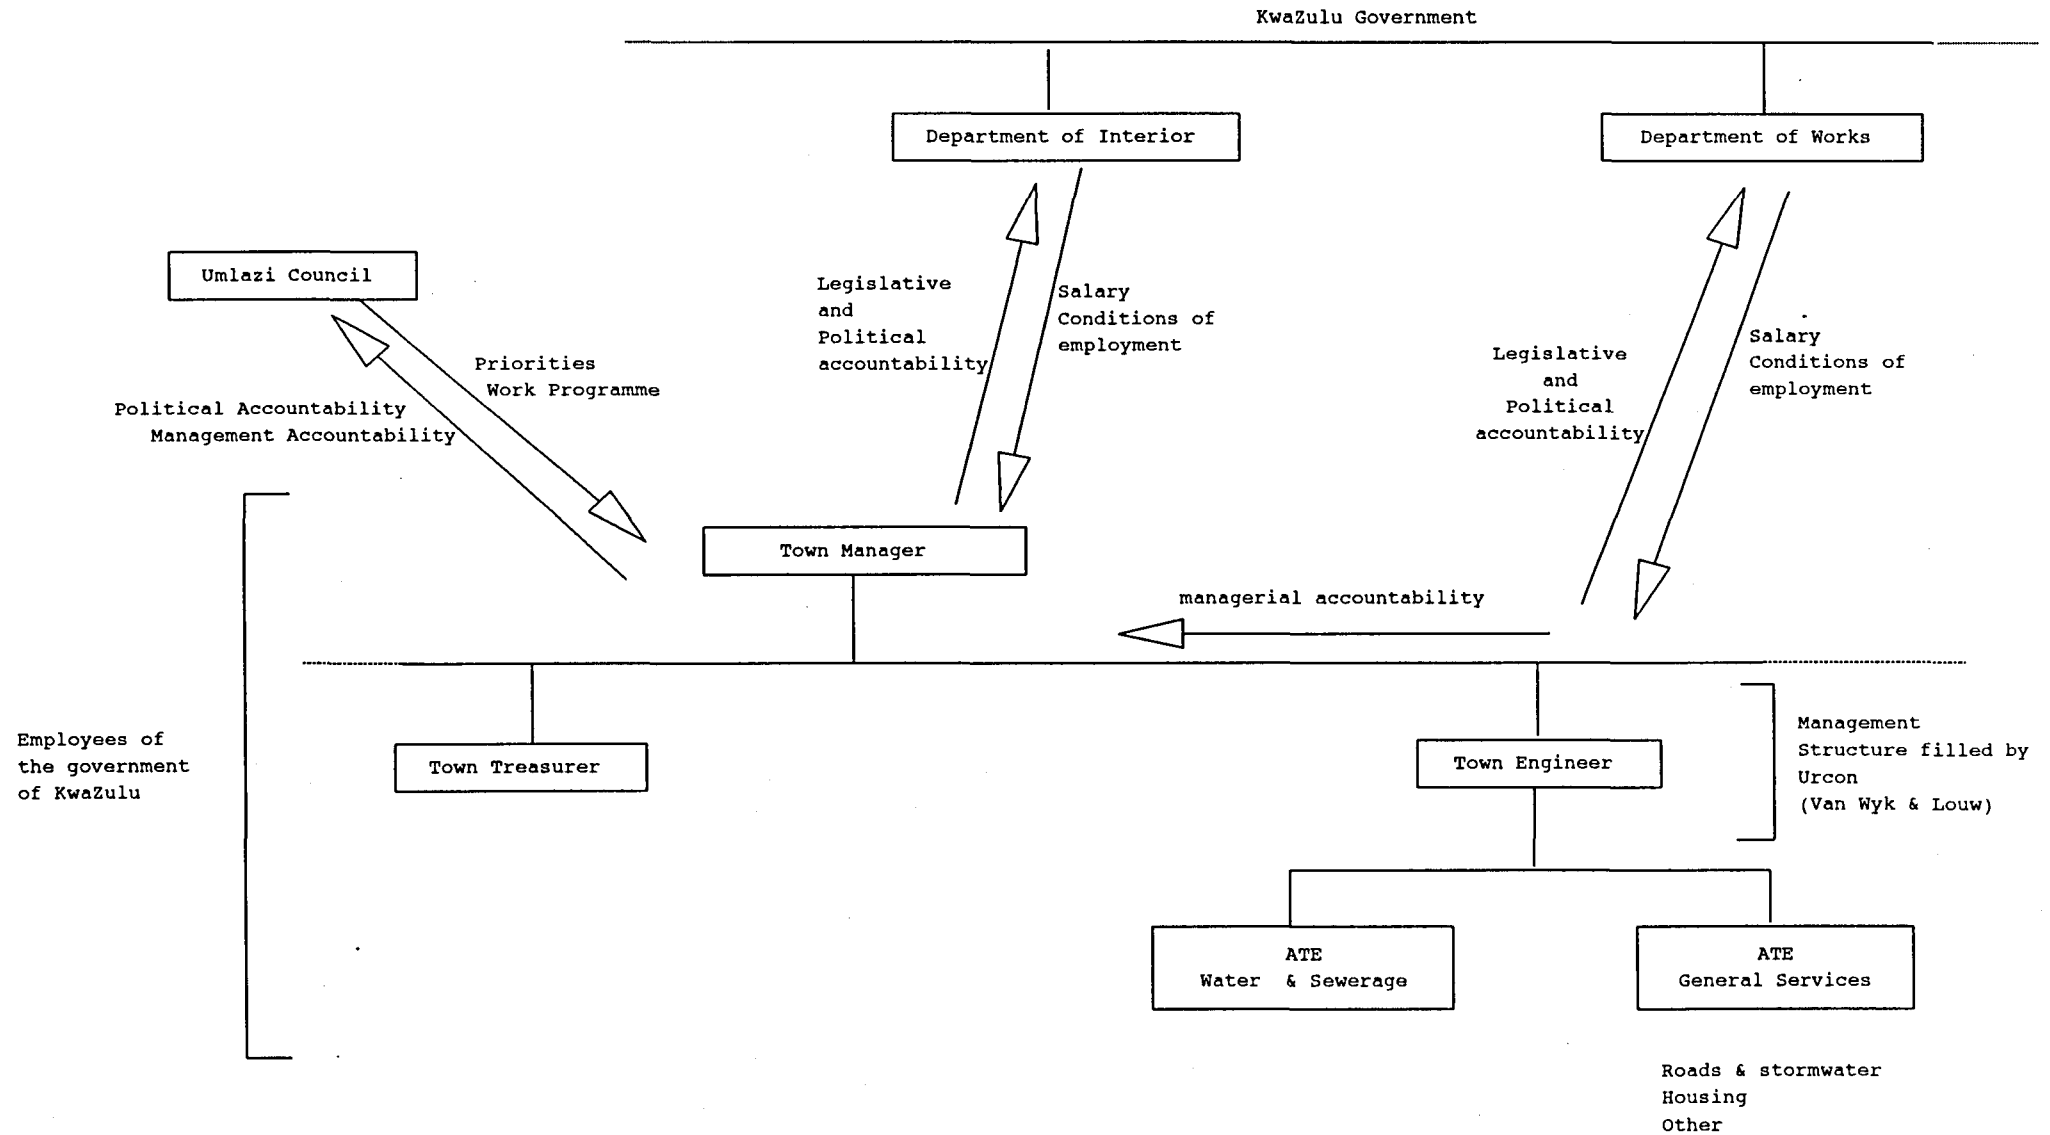 KwaZulu Government
Department of Interior
Department of Works
Umlazi Council
Legislative
and
Political
accountability
Salary
Conditions of
employment
Legislative
and
Political
accountability
Salary
Conditions of
employment
Priorities
Work Programme
Political Accountability
Management Accountability
Town Manager
managerial accountability
Employees of
the government
of KwaZulu
Town Treasurer
Town Engineer
Management
Structure filled by
Urcon
(Van Wyk & Louw)
ATE
Water & Sewerage
ATE
General Services
Roads & stormwater
Housing
Other